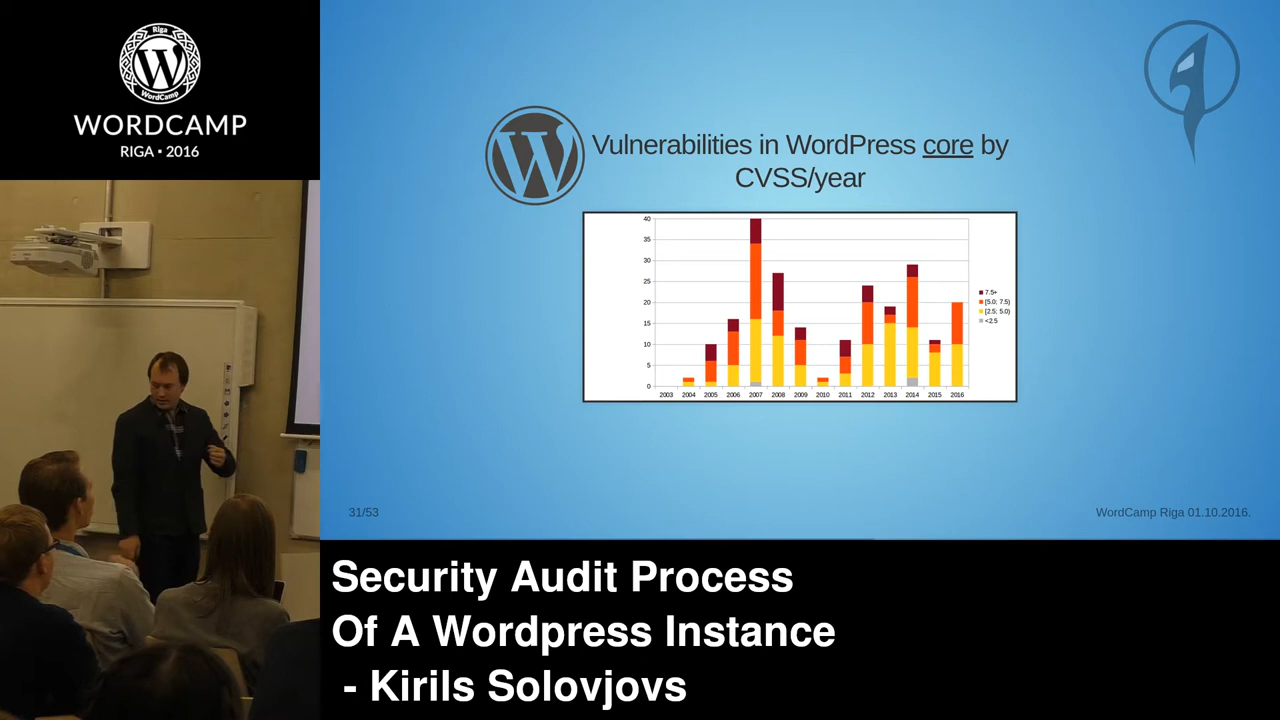 Riga
WordCamp
WORDCAMP
RIGA • 2016
Vulnerabilities in WordPress core by
CVSS/year
40
35
30
25
20
15
10
5
0
2003 2004 2005 2006 2007 2008 2009 2010 2011 2012 2013 2014 2015 2016
7.5+
[5.0; 7.5)
[2.5; 5.0)
<2.5
31/53
WordCamp Riga 01.10.2016.
Security Audit Process
Of A Wordpress Instance
- Kirils Solovjovs